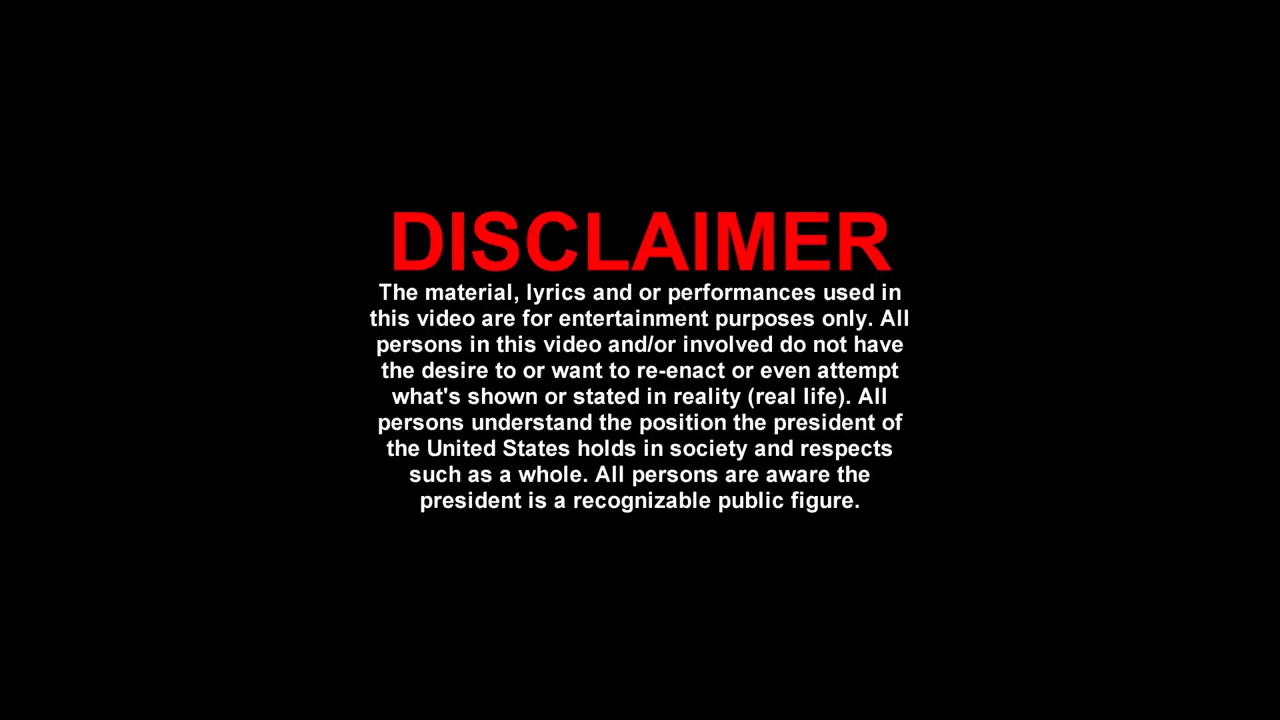 DISCLAIMER
The material, lyrics and or performances used in
this video are for entertainment purposes only. All
persons in this video and/or involved do not have
the desire to or want to re-enact or even attempt
what's shown or stated in reality (real life). All
persons understand the position the president of
the United States holds in society and respects
such as a whole. All persons are aware the
president is a recognizable public figure.